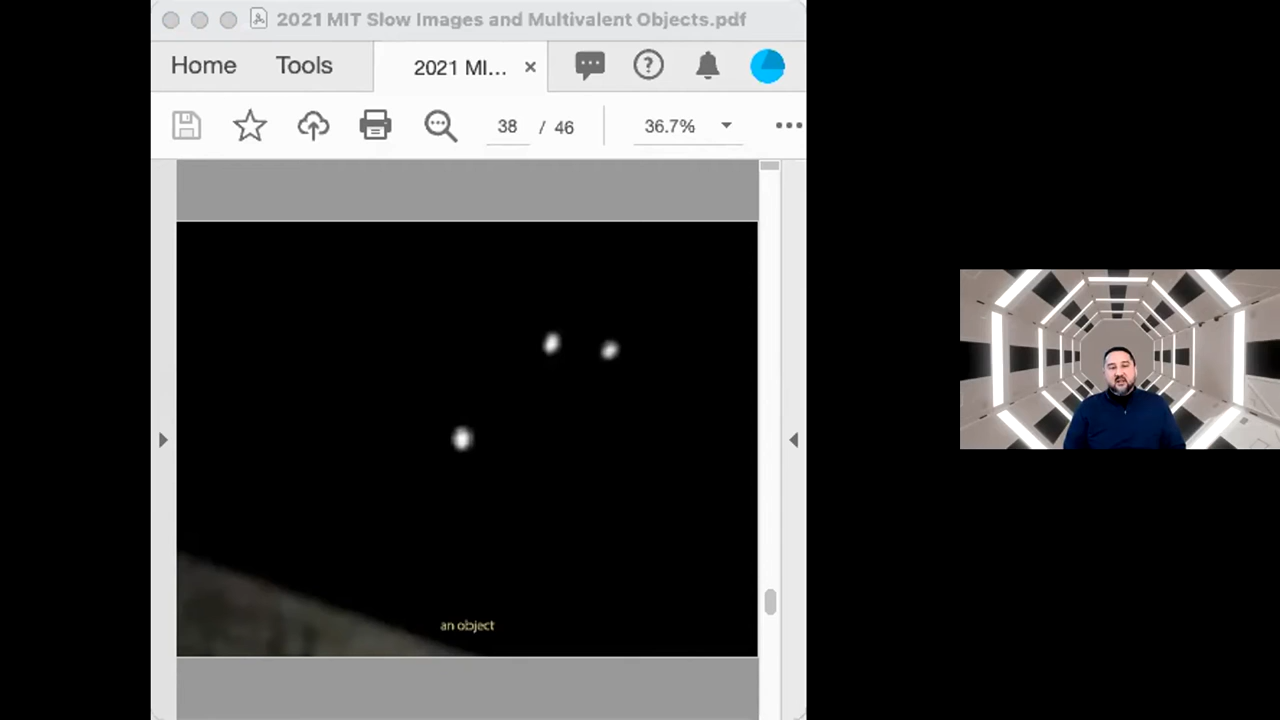 2021 MIT Slow Images and Multivalent Objects.pdf
Home Tools 2021 MI... ×
38 / 46 36.7%
an object